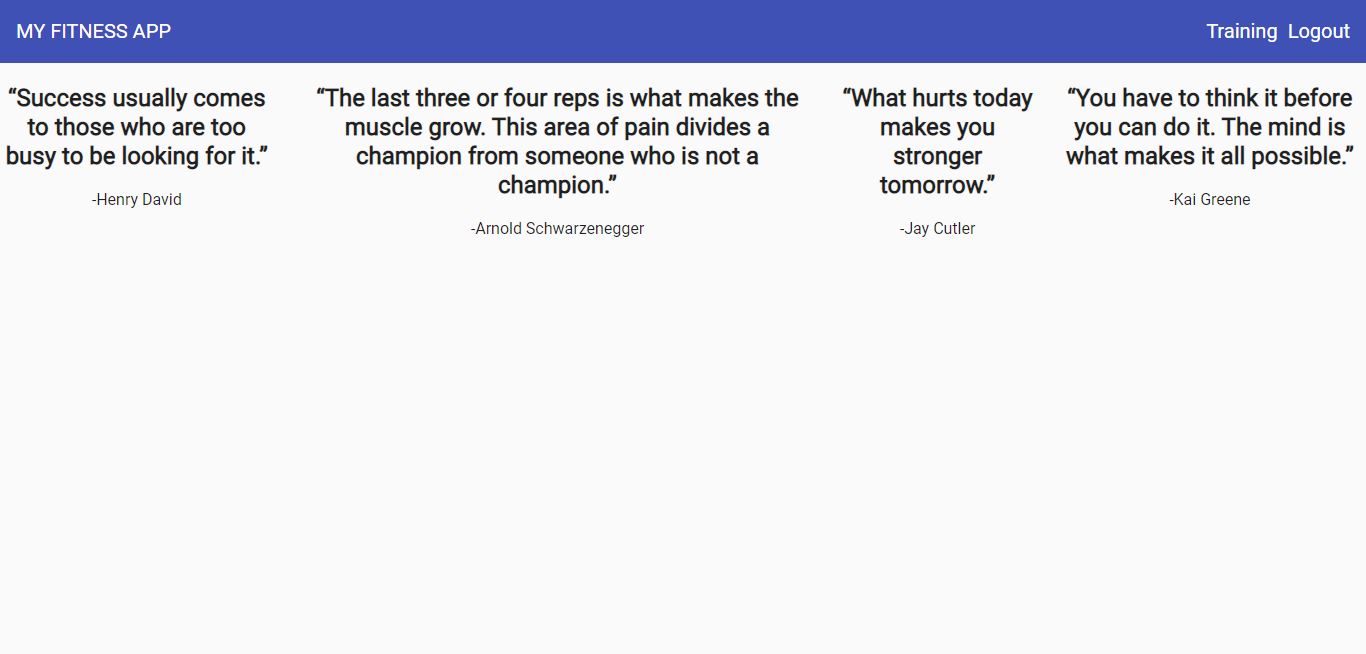 MY FITNESS APP
Training Logout
“Success usually comes
to those who are too
busy to be looking for it.”
-Henry David
“The last three or four reps is what makes the
muscle grow. This area of pain divides a
champion from someone who is not a
champion.”
-Arnold Schwarzenegger
“What hurts today
makes you
stronger
tomorrow.”
-Jay Cutler
“You have to think it before
you can do it. The mind is
what makes it all possible.”
-Kai Greene